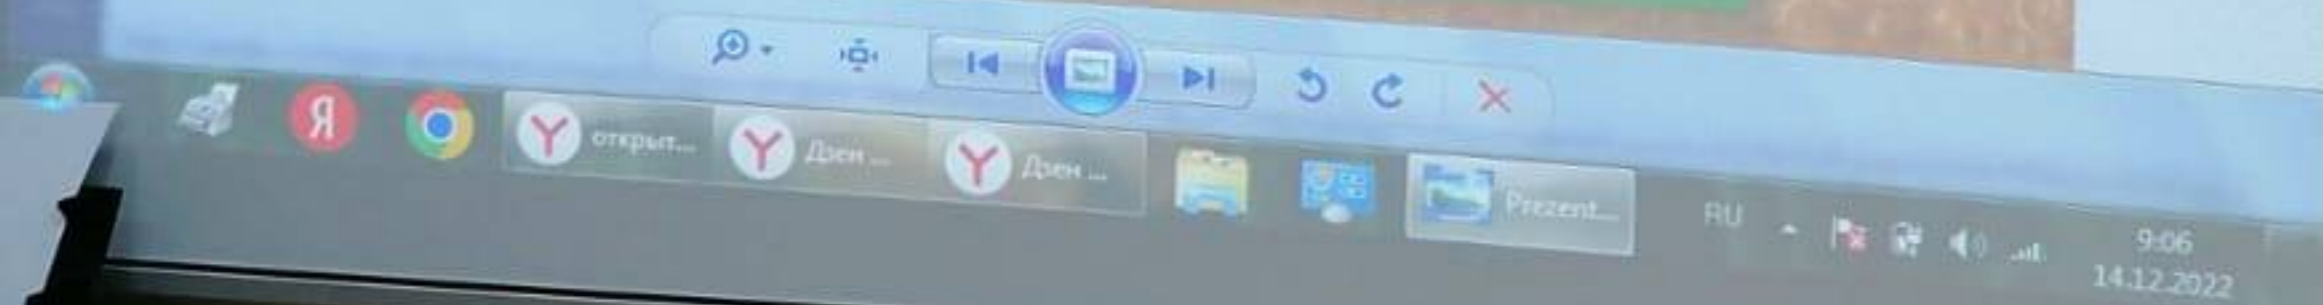 Я
Y открыт...
Y Дзен ...
Y Дзен ...
Prezent...
RU
9:06
14.12.2022